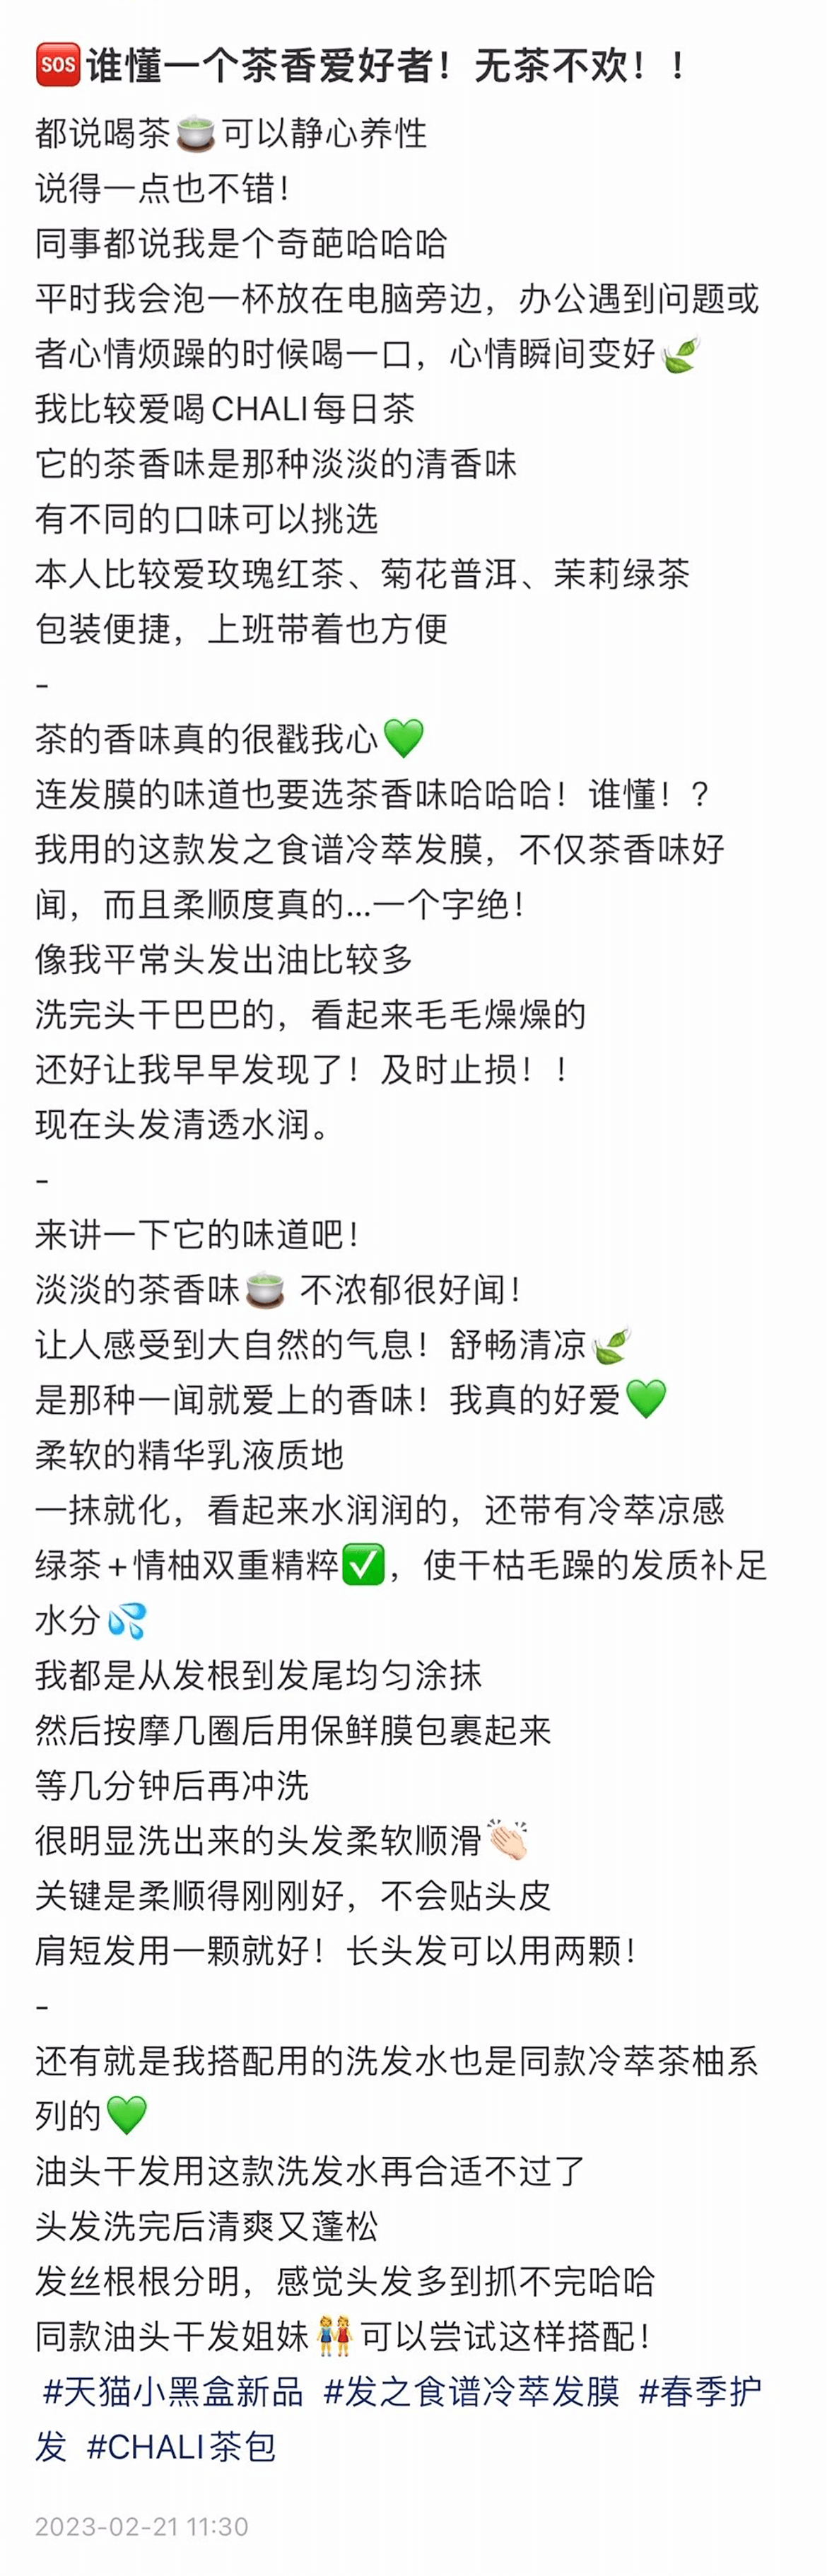 🆘谁懂一个茶香爱好者！无茶不欢！！
都说喝茶🍵可以静心养性
说得一点也不错！
同事都说我是个奇葩哈哈哈
平时我会泡一杯放在电脑旁边，办公遇到问题或
者心情烦躁的时候喝一口，心情瞬间变好🍃
我比较爱喝CHALI每日茶
它的茶香味是那种淡淡的清香味
有不同的口味可以挑选
本人比较爱玫瑰红茶、菊花普洱、茉莉绿茶
包装便捷，上班带着也方便
-
茶的香味真的很戳我心💚
连发膜的味道也要选茶香味哈哈哈！谁懂！？
我用的这款发之食谱冷萃发膜，不仅茶香味好
闻，而且柔顺度真的...一个字绝！
像我平常头发出油比较多
洗完头干巴巴的，看起来毛毛燥燥的
还好让我早早发现了！及时止损！！
现在头发清透水润。
-
来讲一下它的味道吧！
淡淡的茶香味🍵 不浓郁很好闻！
让人感受到大自然的气息！舒畅清凉🍃
是那种一闻就爱上的香味！我真的好爱💚
柔软的精华乳液质地
一抹就化，看起来水润润的，还带有冷萃凉感
绿茶+情柚双重精粹✅，使干枯毛躁的发质补足
水分💦
我都是从发根到发尾均匀涂抹
然后按摩几圈后用保鲜膜包裹起来
等几分钟后再冲洗
很明显洗出来的头发柔软顺滑👏🏻
关键是柔顺得刚刚好，不会贴头皮
肩短发用一颗就好！长头发可以用两颗！
-
还有就是我搭配用的洗发水也是同款冷萃茶柚系
列的💚
油头干发用这款洗发水再合适不过了
头发洗完后清爽又蓬松
发丝根根分明，感觉头发多到抓不完哈哈
同款油头干发姐妹👭可以尝试这样搭配！
#天猫小黑盒新品 #发之食谱冷萃发膜 #春季护
发 #CHALI茶包
2023-02-21 11:30